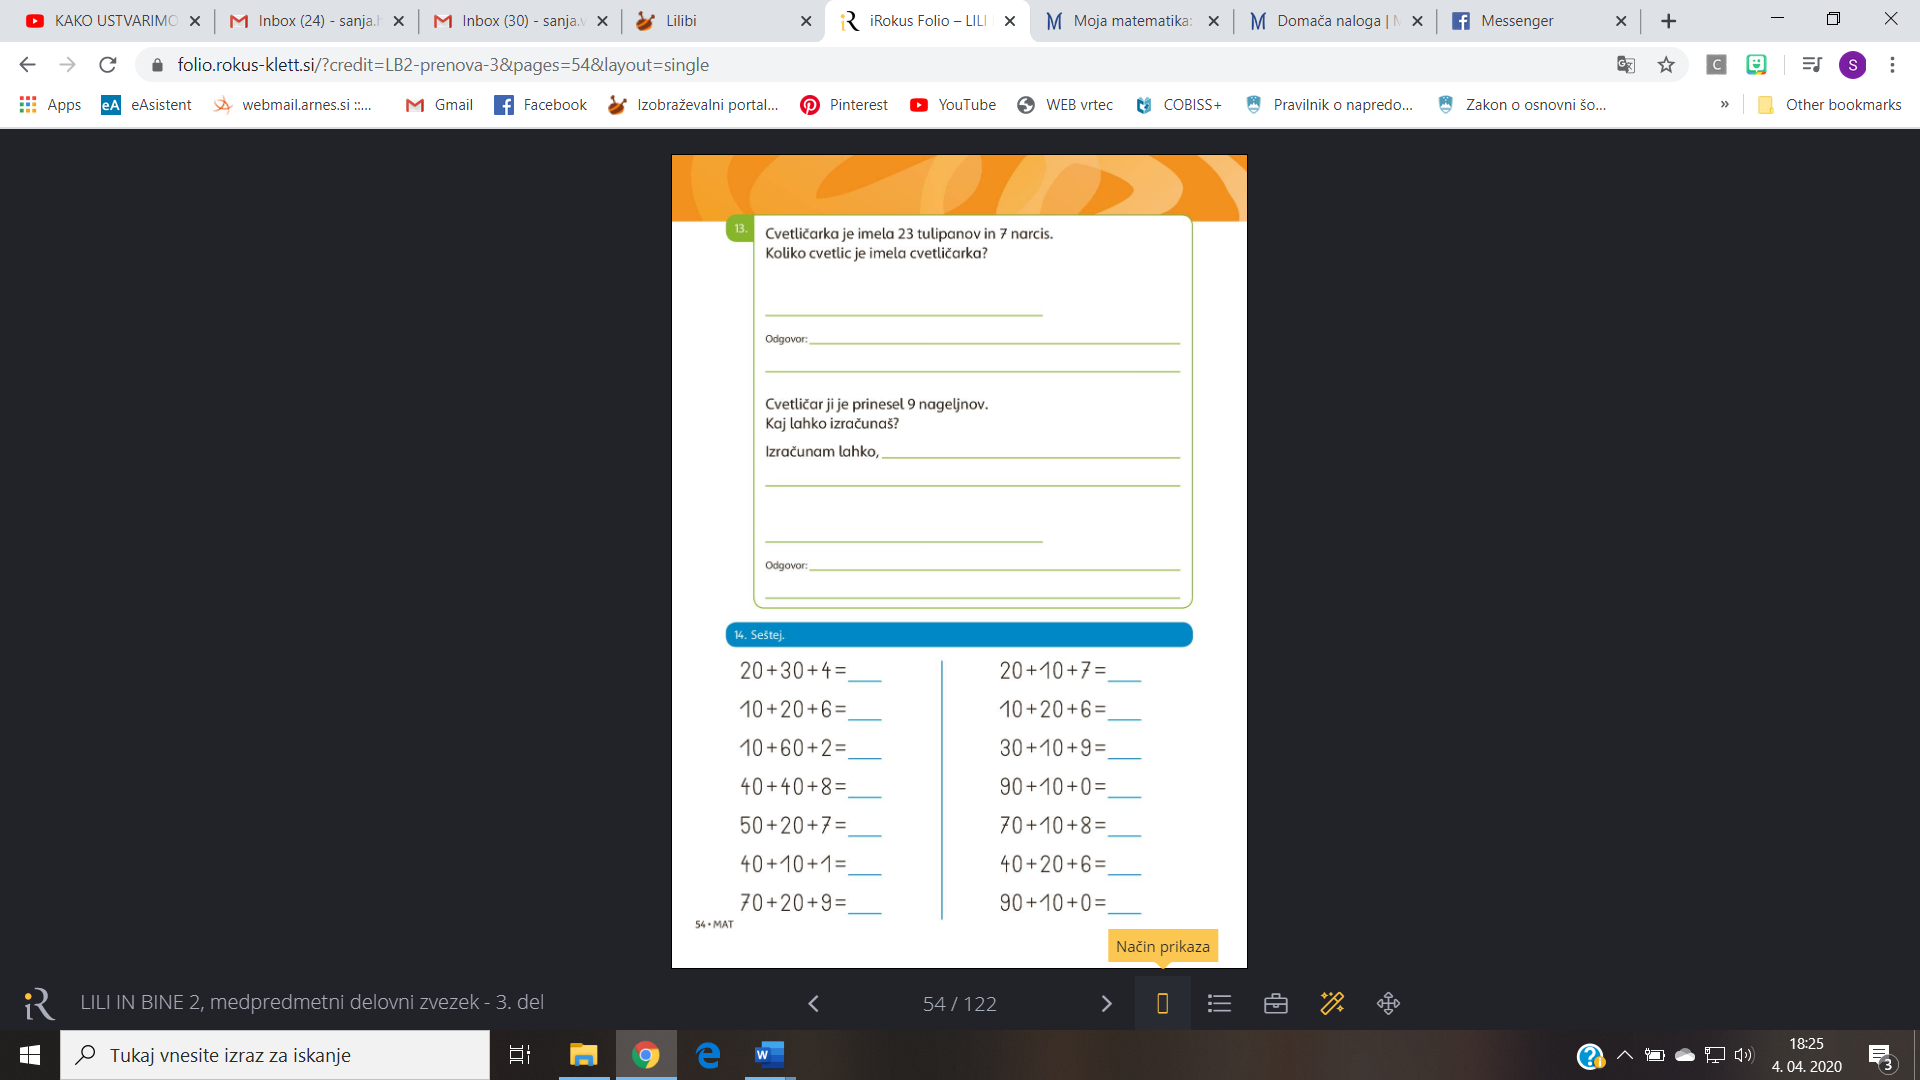 KAKO USTVARIMO
Inbox (24) - sanja.h
Inbox (30) - sanja.v
Lilibi
iRokus Folio – LILI
Moja matematika:
Domača naloga | M
Messenger
folio.rokus-klett.si/?credit=LB2-prenova-3&pages=54&layout=single
C
S
Apps
eA eAsistent
webmail.arnes.si ::...
Gmail
Facebook
Izobraževalni portal...
Pinterest
YouTube
WEB vrtec
COBISS+
Pravilnik o napredo...
Zakon o osnovni šo...
»
Other bookmarks
13.
Cvetličarka je imela 23 tulipanov in 7 narcis.
Koliko cvetlic je imela cvetličarka?
Odgovor:
Cvetličar ji je prinesel 9 nageljnov.
Kaj lahko izračunaš?
Izračunam lahko,
Odgovor:
14. Seštej.
20+30+4=
10+20+6=
10+60+2=
40+40+8=
50+20+7=
40+10+1=
70+20+9=
20+10+7=
10+20+6=
30+10+9=
90+10+0=
70+10+8=
40+20+6=
90+10+0=
54 • MAT
Način prikaza
iR
LILI IN BINE 2, medpredmetni delovni zvezek - 3. del
54 / 122
Tukaj vnesite izraz za iskanje
18:25
4. 04. 2020
3